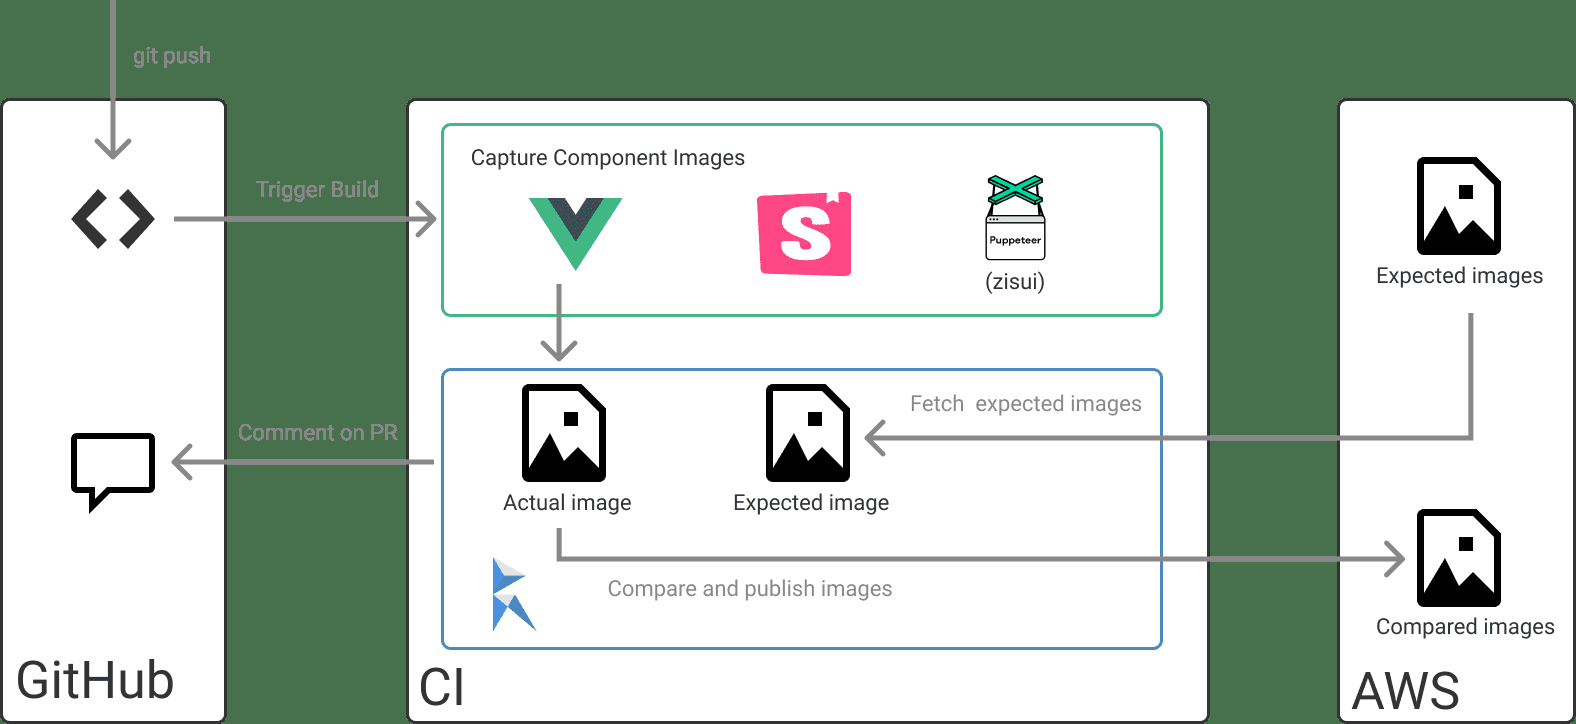 git push
Trigger Build
Capture Component Images
S
Puppeteer
(zisui)
Expected images
Fetch expected images
Comment on PR
Actual image
Expected image
Compare and publish images
Compared images
GitHub
CI
AWS